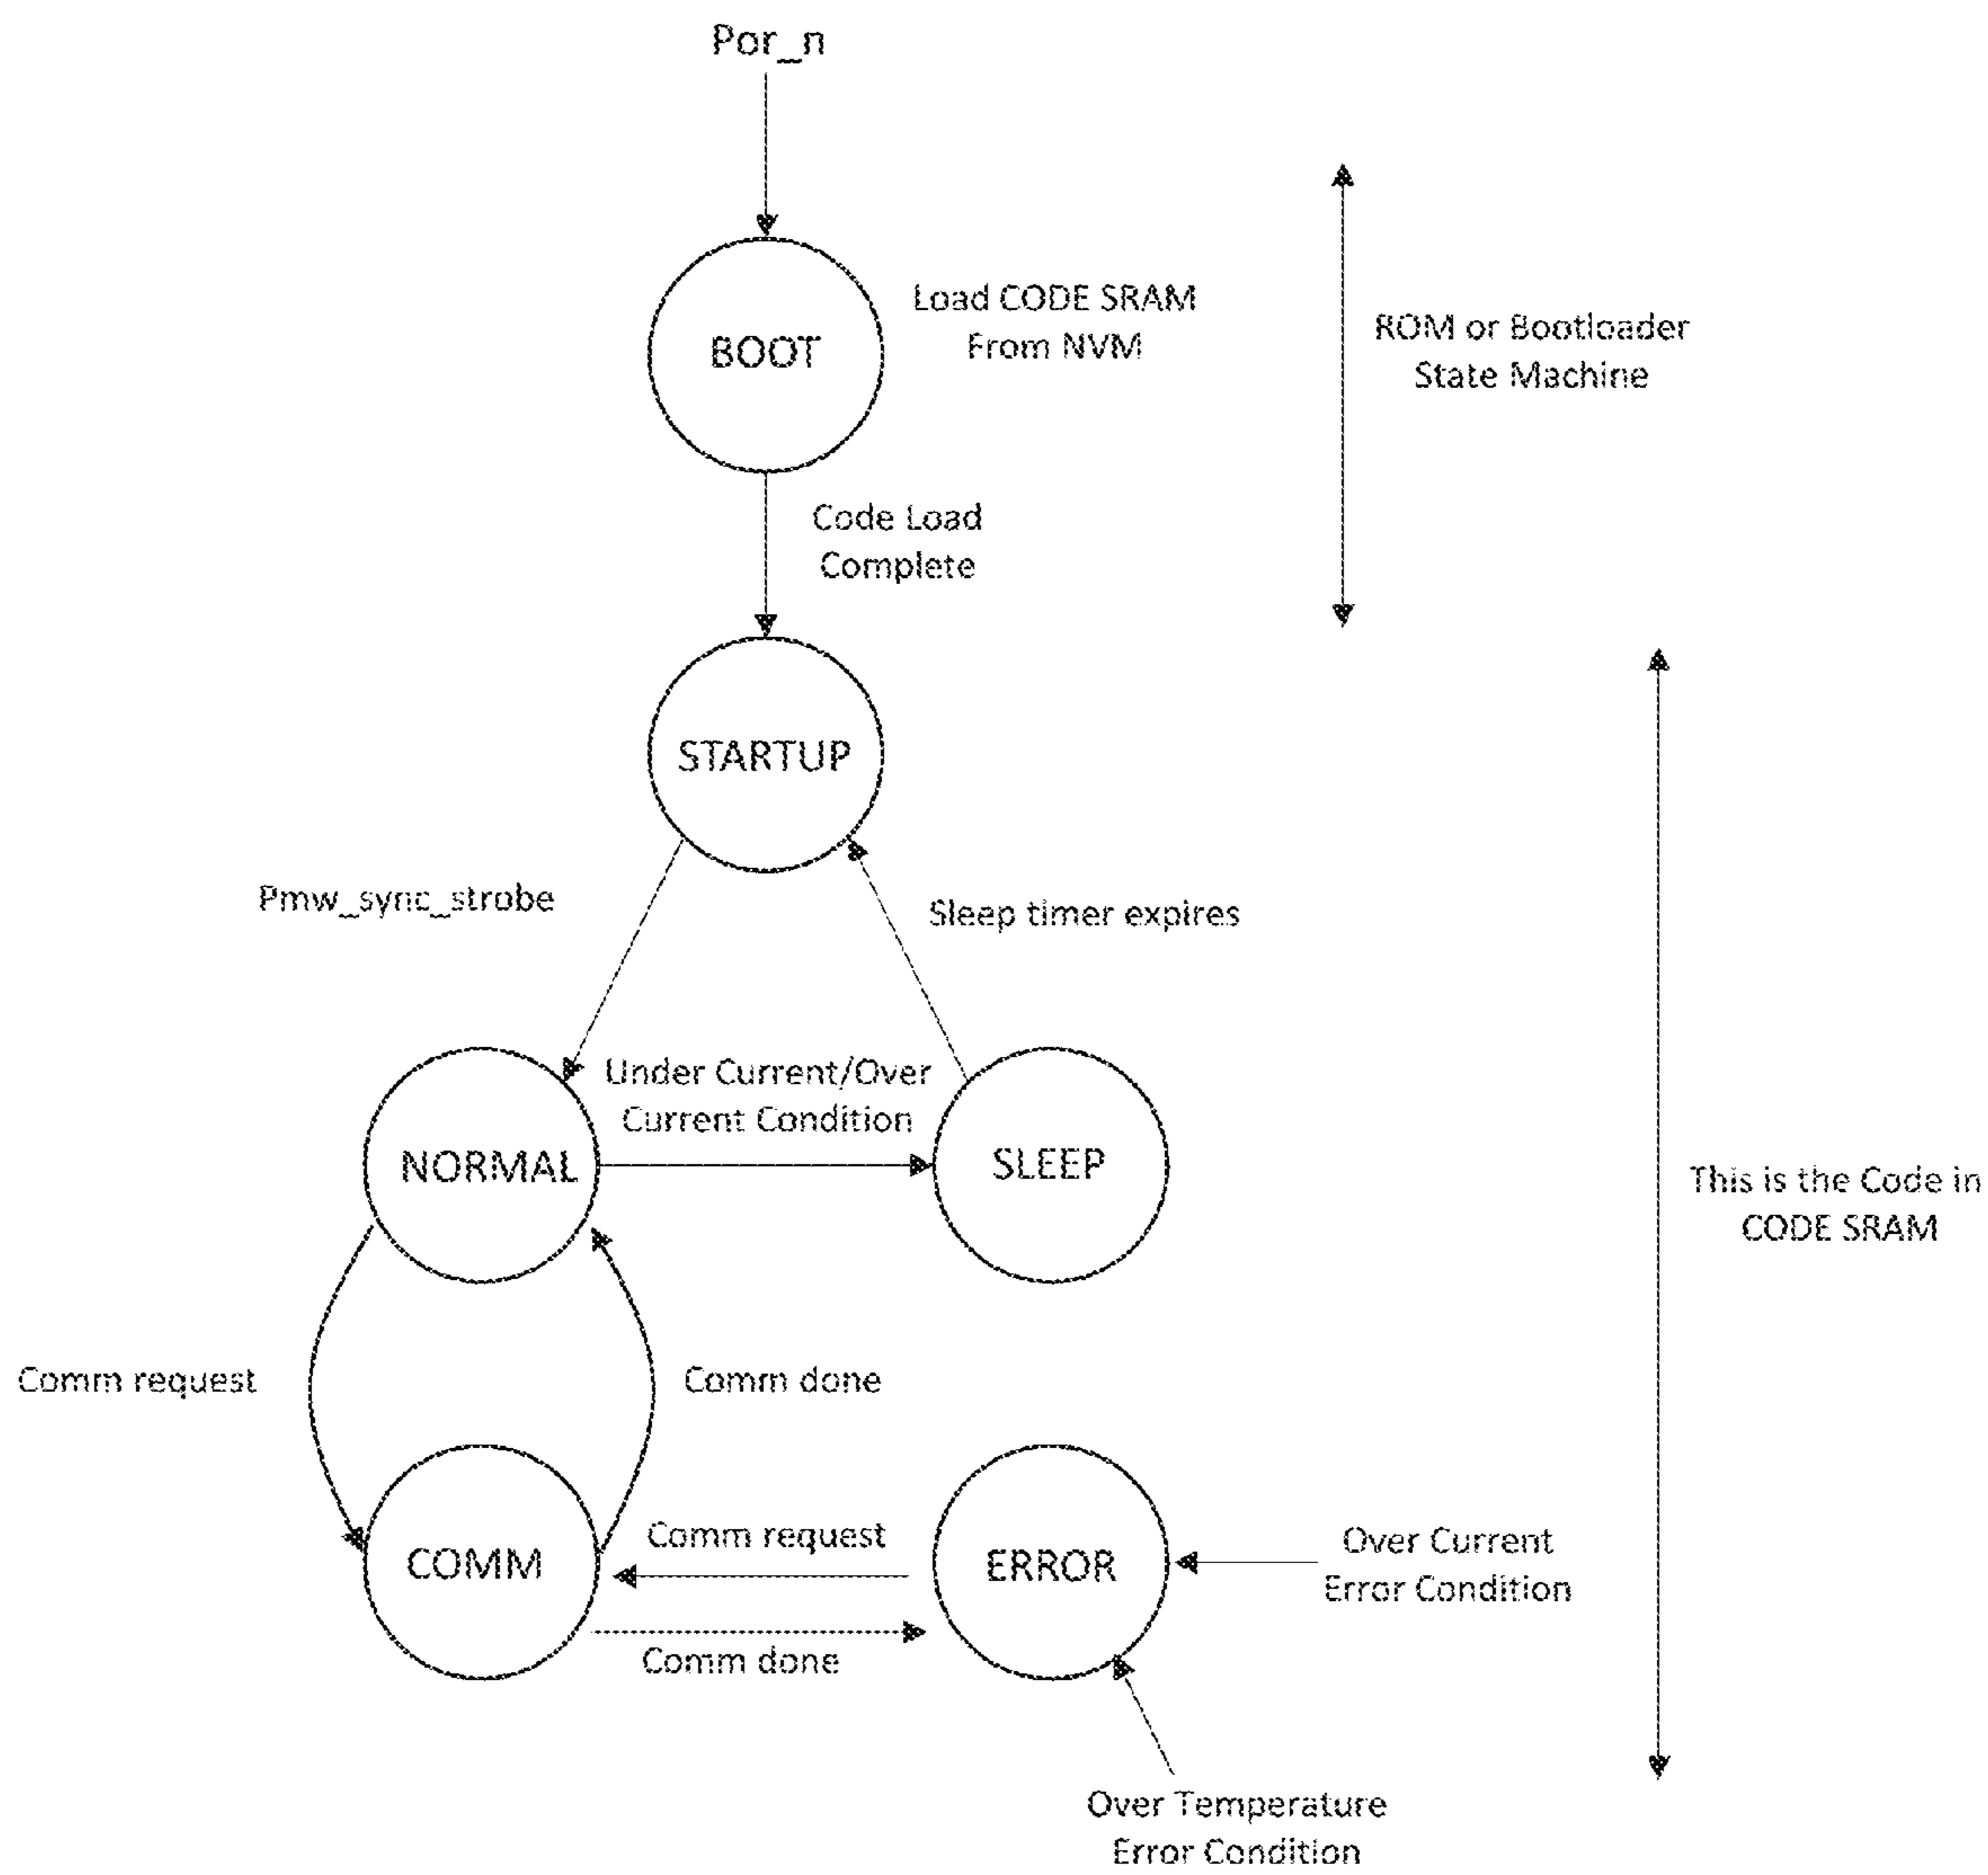 Por_n
BOOT
Load CODE SRAM
From NVM
ROM or Bootloader
State Machine
Code Load
Complete
STARTUP
Pmw_sync_strobe
Sleep timer expires
Under Current/Over
Current Condition
NORMAL
SLEEP
This is the Code in
CODE SRAM
Comm request
Comm done
COMM
Comm request
Comm done
ERROR
Over Current
Error Condition
Over Temperature
Error Condition